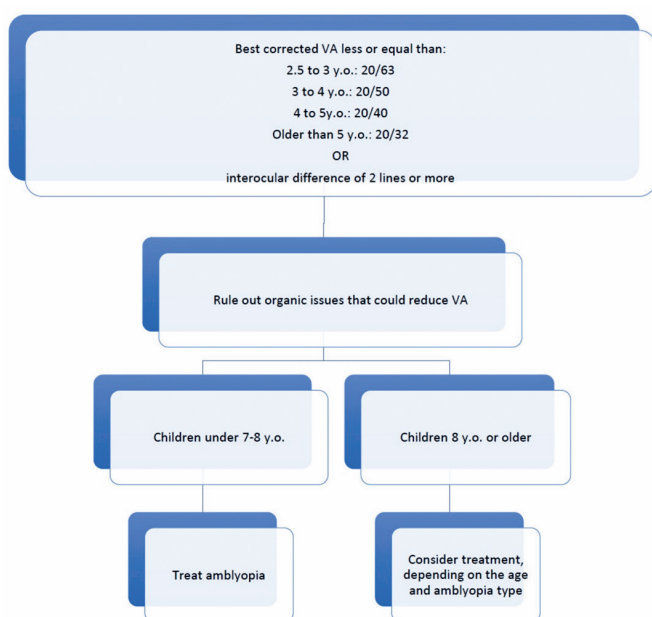 Best corrected VA less or equal than:
2.5 to 3 y.o.: 20/63
3 to 4 y.o.: 20/50
4 to 5y.o.: 20/40
Older than 5 y.o.: 20/32
OR
interocular difference of 2 lines or more
Rule out organic issues that could reduce VA
Children under 7-8 y.o.
Children 8 y.o. or older
Treat amblyopia
Consider treatment,
depending on the age
and amblyopia type